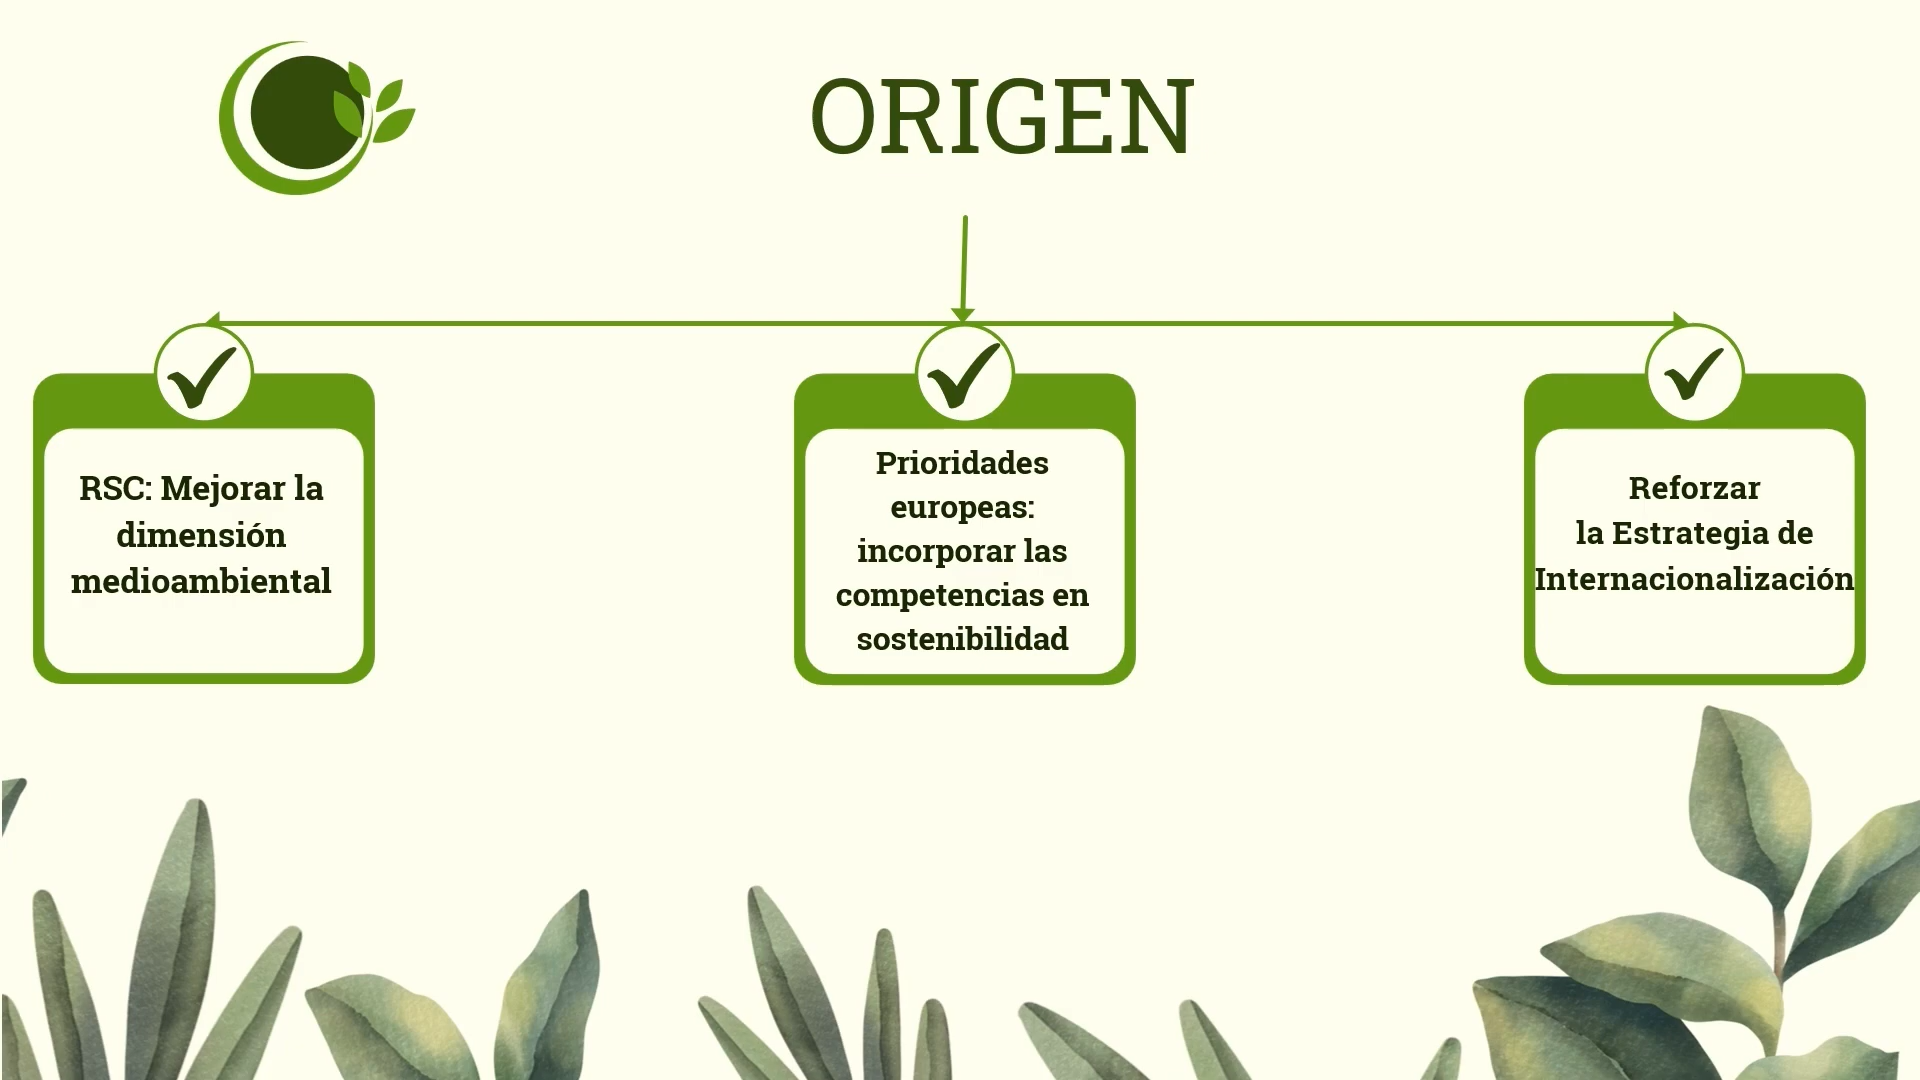 ORIGEN
RSC: Mejorar la
dimensión
medioambiental
Prioridades
europeas:
incorporar las
competencias en
sostenibilidad
Reforzar
la Estrategia de
Internacionalización